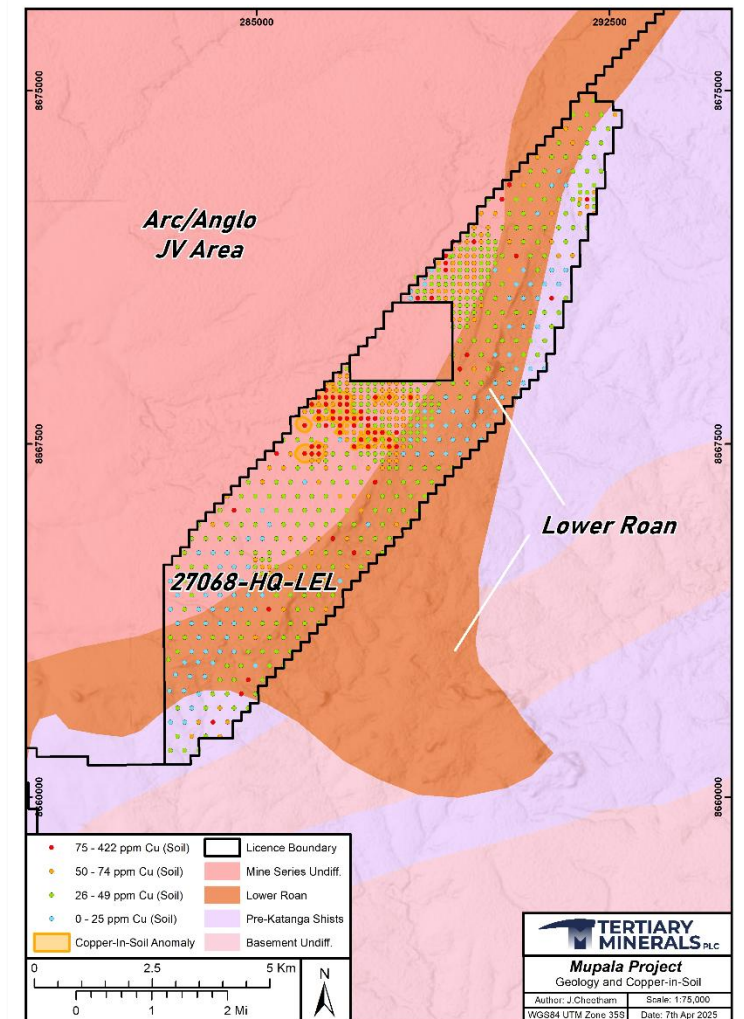 285000
292500
8675000
8675000
Arc/Anglo
JV Area
8667500
8667500
Lower Roan
27068-HQ-LEL
8660000
8660000
75 - 422 ppm Cu (Soil)
50 - 74 ppm Cu (Soil)
26 - 49 ppm Cu (Soil)
0 - 25 ppm Cu (Soil)
Copper-In-Soil Anomaly
Licence Boundary
Mine Series Undiff.
Lower Roan
Pre-Katanga Shists
Basement Undiff.
0 2.5 5 Km
0 1 2 Mi
N
TERTIARY
MINERALS PLC
Mupala Project
Geology and Copper-in-Soil
Author: J.Cheetham Scale: 1:75,000
WGS84 UTM Zone 35S Date: 7th Apr 2025